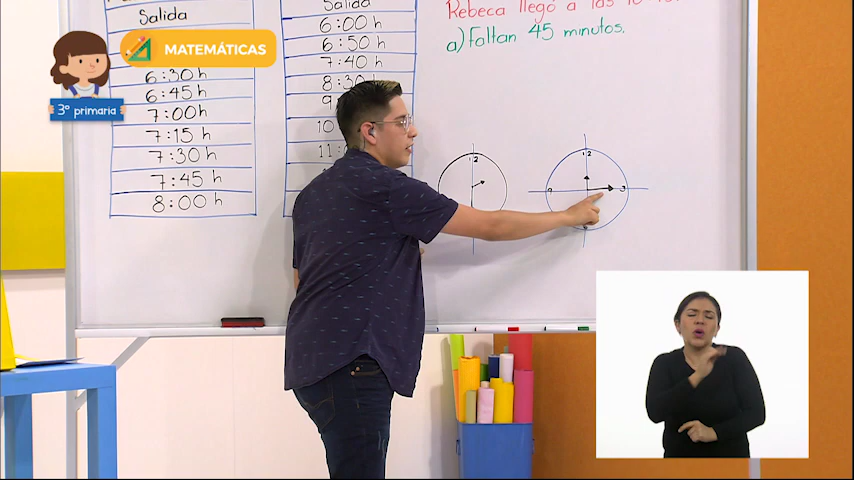 Salida
Salida
Rebeca llegó a las
a) Faltan 45 minutos.
MATEMÁTICAS
3º primaria
6:30 h
6:45 h
7:00 h
7:15 h
7:30 h
7:45 h
8:00 h
6:00 h
6:50 h
7:40 h
8:30
12
12
3
9